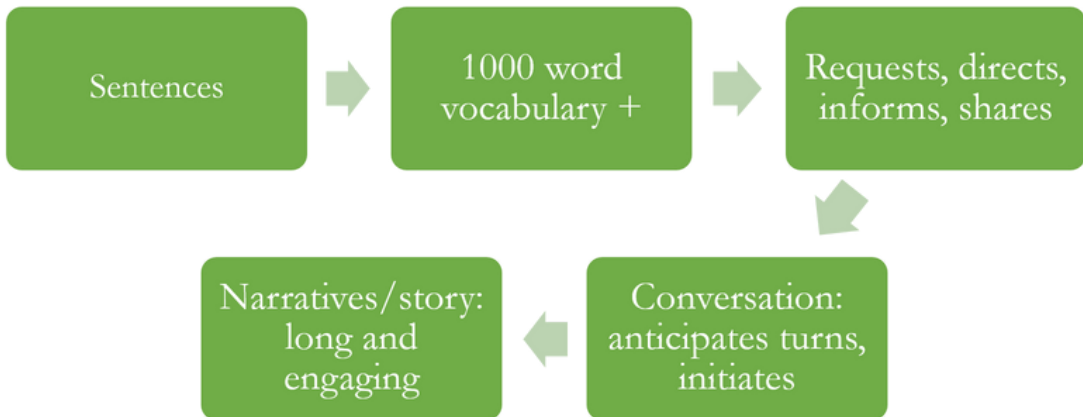 Sentences
1000 word
vocabulary +
Requests, directs,
informs, shares
Conversation:
anticipates turns,
initiates
Narratives/story:
long and
engaging